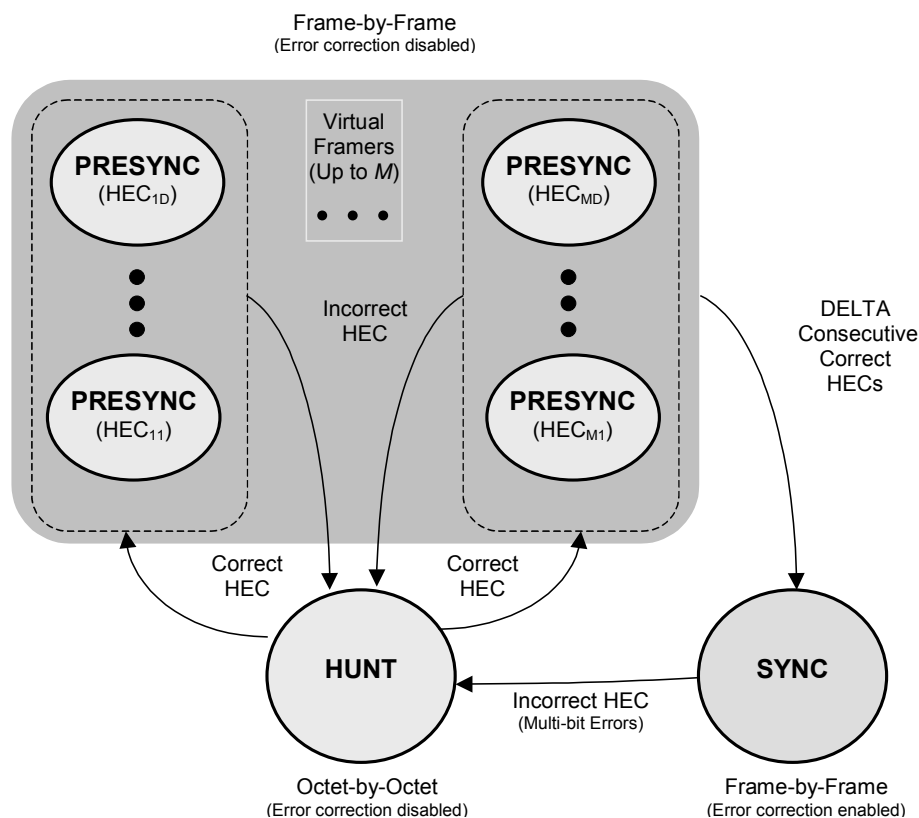 Frame-by-Frame
(Error correction disabled)
Virtual
Framers
(Up to M)
PRESYNC
(HEC1D)
PRESYNC
(HECMD)
Incorrect
HEC
DELTA
Consecutive
Correct
HECs
PRESYNC
(HEC11)
PRESYNC
(HECM1)
Correct
HEC
Correct
HEC
HUNT
SYNC
Incorrect HEC
(Multi-bit Errors)
Octet-by-Octet
(Error correction disabled)
Frame-by-Frame
(Error correction enabled)